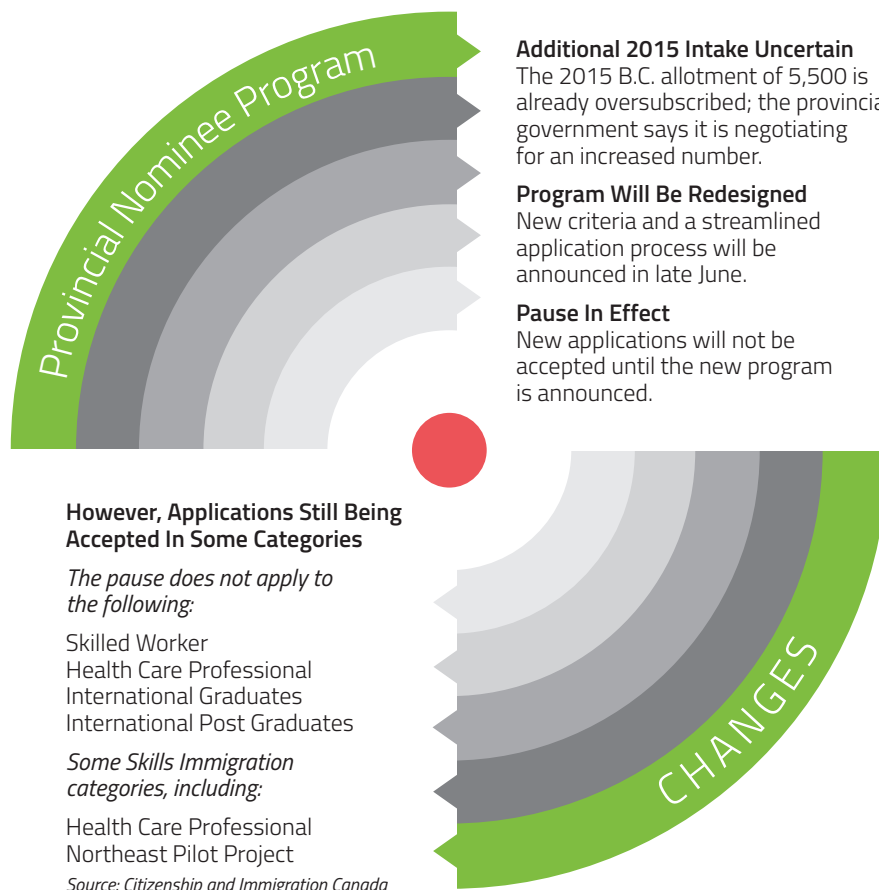 Provincial Nominee Program
Additional 2015 Intake Uncertain
The 2015 B.C. allotment of 5,500 is
already oversubscribed; the provincia
government says it is negotiating
for an increased number.
Program Will Be Redesigned
New criteria and a streamlined
application process will be
announced in late June.
Pause In Effect
New applications will not be
accepted until the new program
is announced.
However, Applications Still Being
Accepted In Some Categories
The pause does not apply to
the following:
Skilled Worker
Health Care Professional
International Graduates
International Post Graduates
Some Skills Immigration
categories, including:
Health Care Professional
Northeast Pilot Project
Source: Citizenship and Immigration Canada
CHANGES